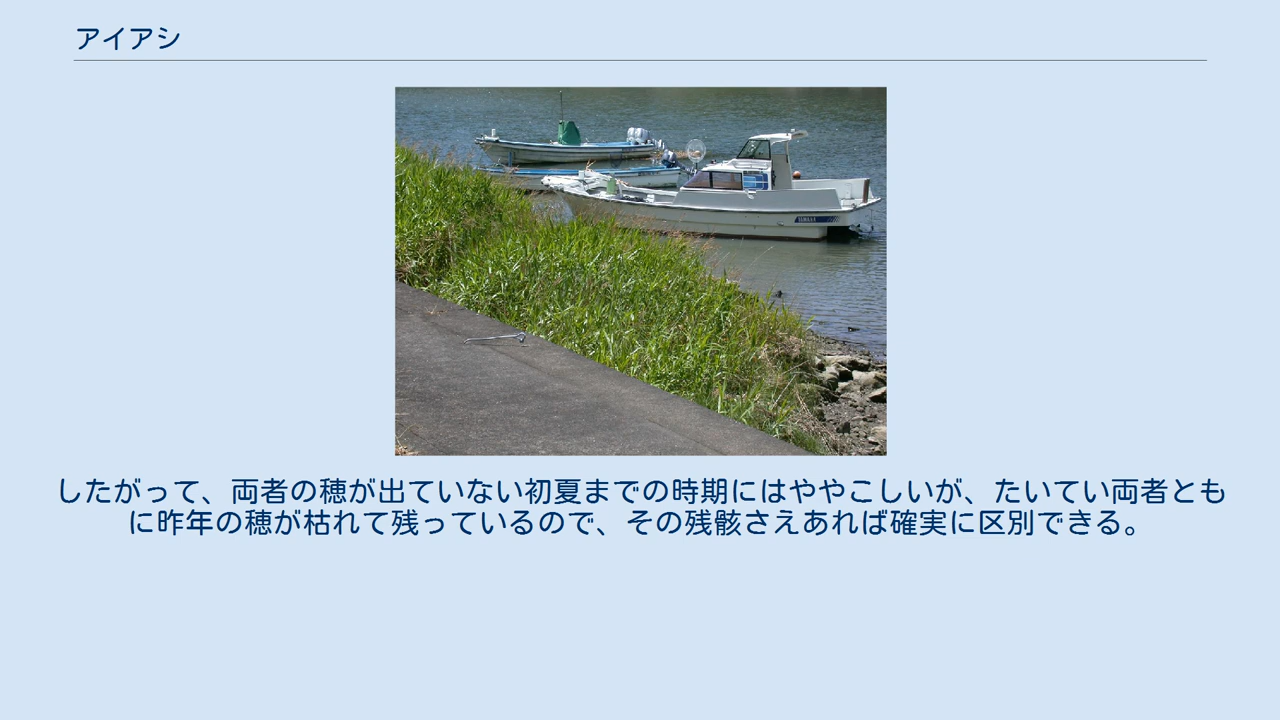 アイアシ
したがって、両者の穂が出ていない初夏までの時期にはややこしいが、たいてい両者とも
に昨年の穂が枯れて残っているので、その残骸さえあれば確実に区別できる。